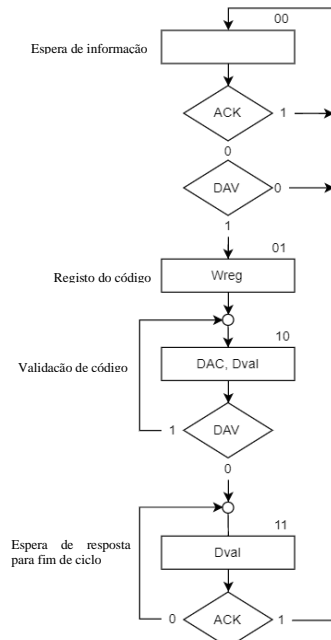 00
Espera de informação
ACK
1
0
DAV
0
1
01
Registo do código
Wreg
10
Validação de código
DAC, Dval
1
DAV
0
11
Espera de resposta
para fim de ciclo
Dval
0
ACK
1